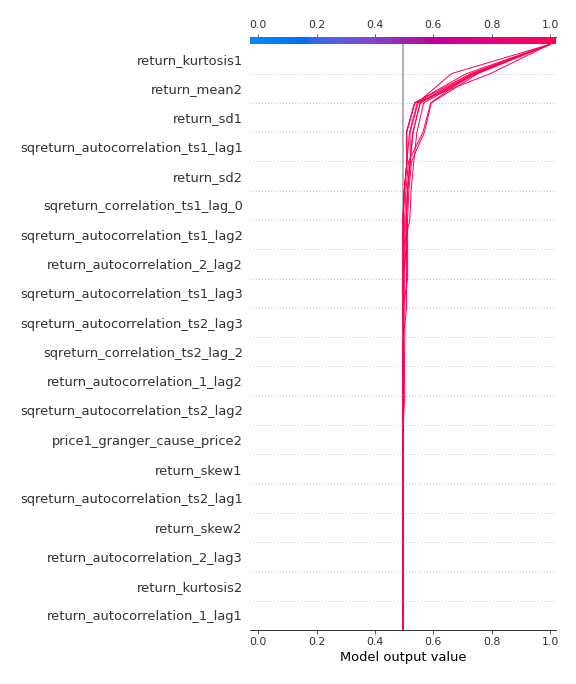 0.0 0.2 0.4 0.6 0.8 1.0
return_kurtosis1
return_mean2
return_sd1
sqreturn_autocorrelation_ts1_lag1
return_sd2
sqreturn_correlation_ts1_lag_0
sqreturn_autocorrelation_ts1_lag2
return_autocorrelation_2_lag2
sqreturn_autocorrelation_ts1_lag3
sqreturn_autocorrelation_ts2_lag3
sqreturn_correlation_ts2_lag_2
return_autocorrelation_1_lag2
sqreturn_autocorrelation_ts2_lag2
price1_granger_cause_price2
return_skew1
sqreturn_autocorrelation_ts2_lag1
return_skew2
return_autocorrelation_2_lag3
return_kurtosis2
return_autocorrelation_1_lag1
0.0 0.2 0.4 0.6 0.8 1.0
Model output value